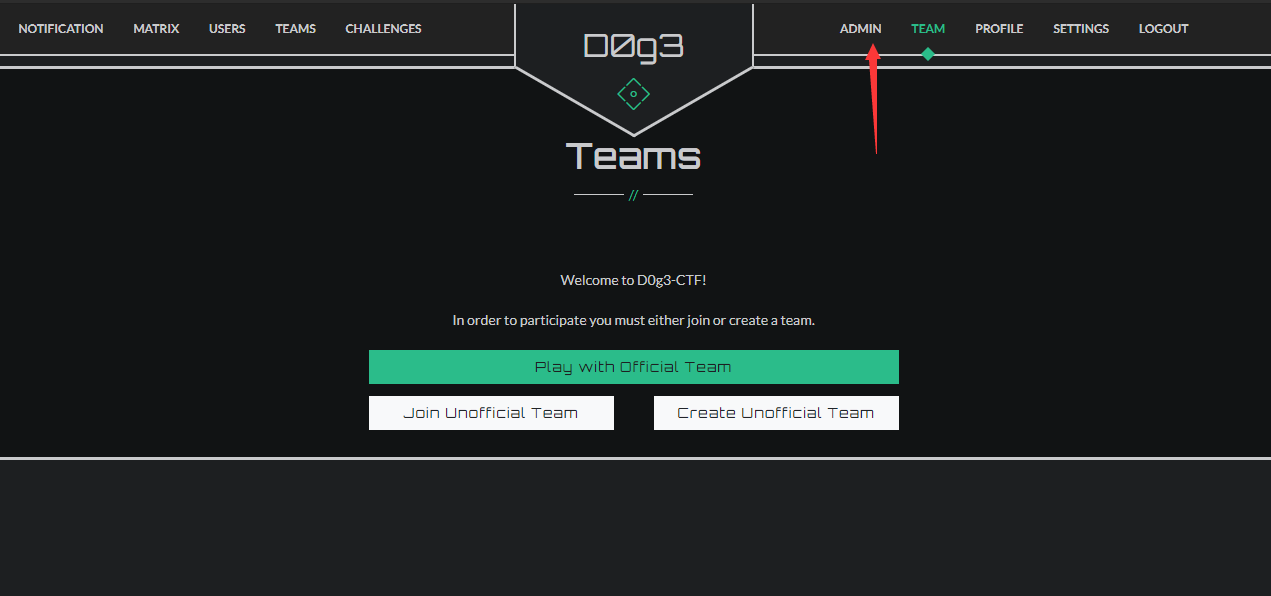 NOTIFICATION MATRIX USERS TEAMS CHALLENGES D0g3 ADMIN TEAM PROFILE SETTINGS LOGOUT
Teams
//
Welcome to D0g3-CTF!
In order to participate you must either join or create a team.
Play with Official Team
Join Unofficial Team Create Unofficial Team